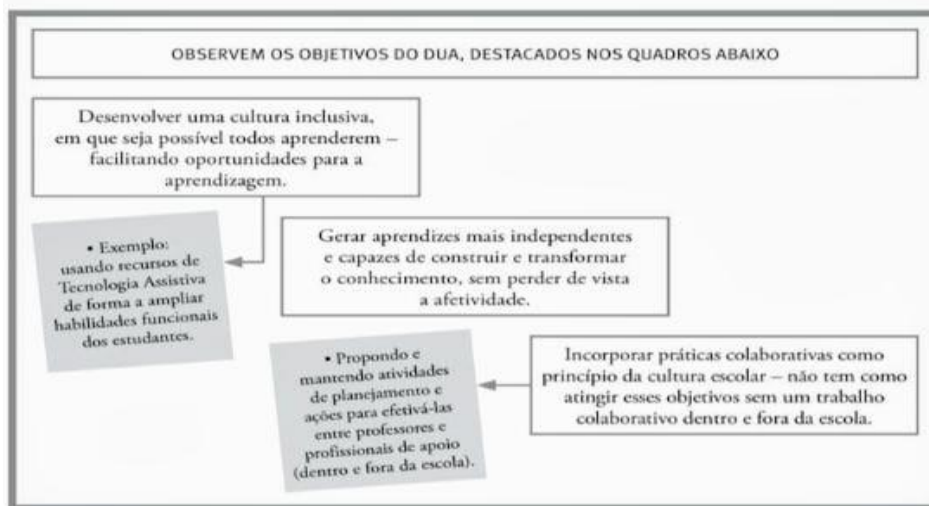 OBSERVEM OS OBJETIVOS DO DUA, DESTACADOS NOS QUADROS ABAIXO
Desenvolver uma cultura inclusiva,
em que seja possível todos aprenderem –
facilitando oportunidades para a
aprendizagem.
• Exemplo:
usando recursos de
Tecnologia Assistiva
de forma a ampliar
habilidades funcionais
dos estudantes.
Gerar aprendizes mais independentes
e capazes de construir e transformar
o conhecimento, sem perder de vista
a afetividade.
• Propondo e
mantendo atividades
de planejamento e
ações para efetivá-las
entre professores e
profissionais de apoio
(dentro e fora da escola).
Incorporar práticas colaborativas como
princípio da cultura escolar – não tem como
atingir esses objetivos sem um trabalho
colaborativo dentro e fora da escola.